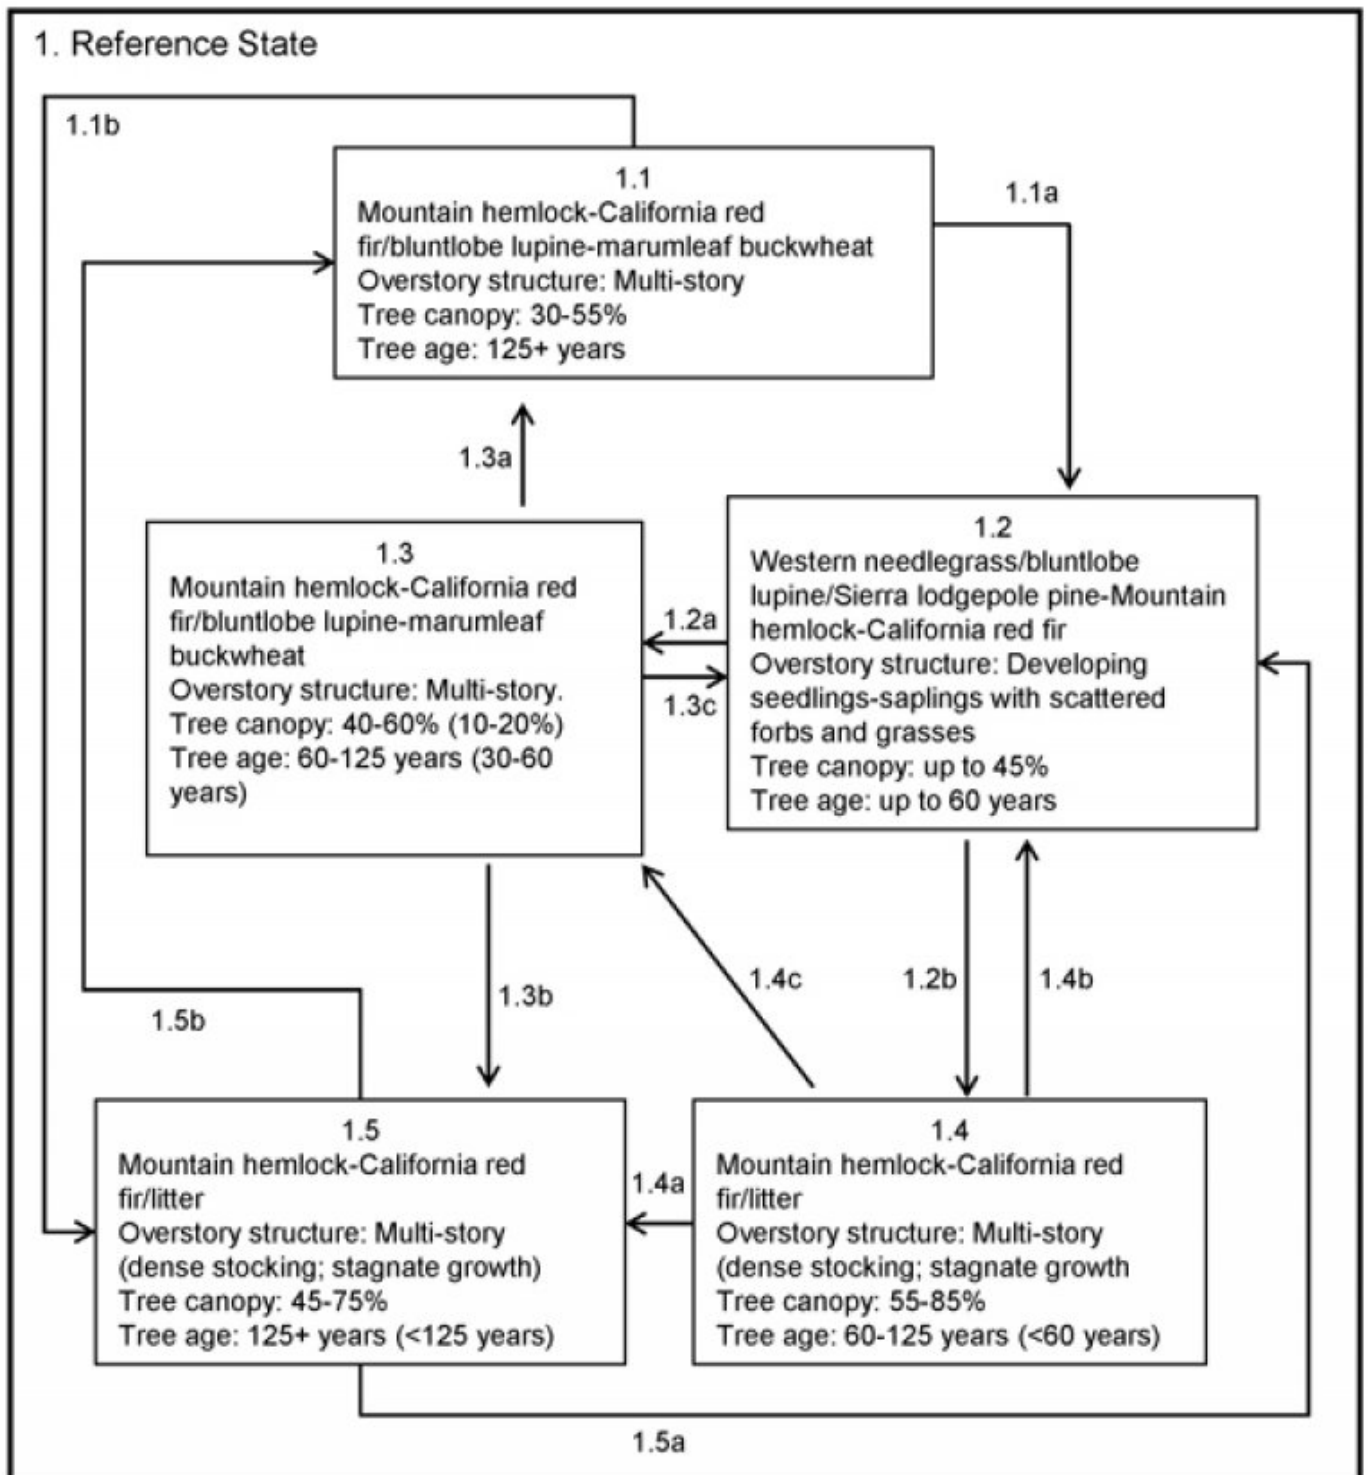 1. Reference State
1.1b
1.1
Mountain hemlock-California red
fir/bluntlobe lupine-marumleaf buckwheat
Overstory structure: Multi-story
Tree canopy: 30-55%
Tree age: 125+ years
1.1a
1.3a
1.3
Mountain hemlock-California red
fir/bluntlobe lupine-marumleaf
buckwheat
Overstory structure: Multi-story.
Tree canopy: 40-60% (10-20%)
Tree age: 60-125 years (30-60
years)
1.2a
1.3c
1.2
Western needlegrass/bluntlobe
lupine/Sierra lodgepole pine-Mountain
hemlock-California red fir
Overstory structure: Developing
seedlings-saplings with scattered
forbs and grasses
Tree canopy: up to 45%
Tree age: up to 60 years
1.5b
1.3b
1.4c
1.2b
1.4b
1.5
Mountain hemlock-California red
fir/litter
Overstory structure: Multi-story
(dense stocking; stagnate growth)
Tree canopy: 45-75%
Tree age: 125+ years (<125 years)
1.4a
1.4
Mountain hemlock-California red
fir/litter
Overstory structure: Multi-story
(dense stocking; stagnate growth
Tree canopy: 55-85%
Tree age: 60-125 years (<60 years)
1.5a